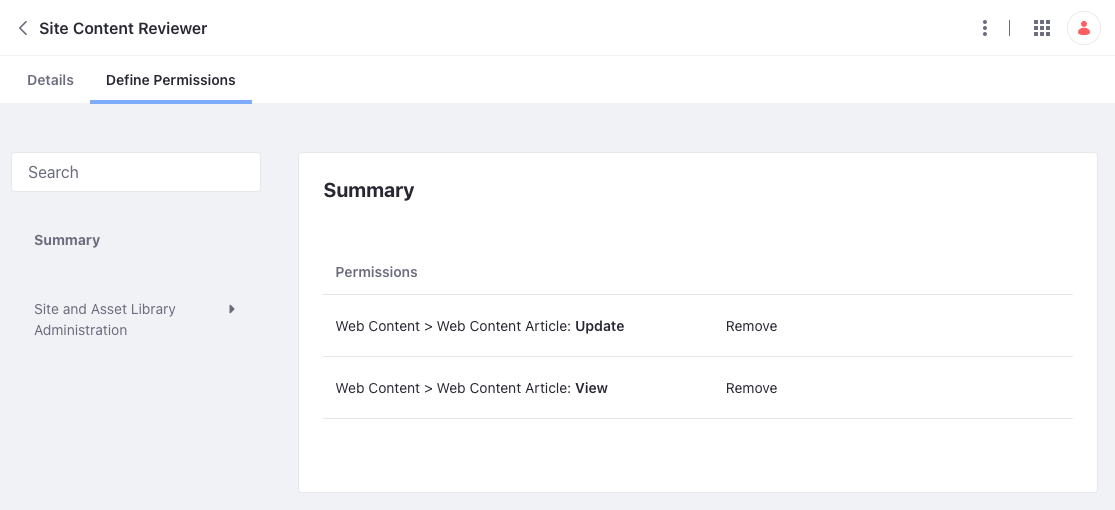 Site Content Reviewer
Details
Define Permissions
Search
Summary
Site and Asset Library
Administration
Summary
Permissions
Web Content > Web Content Article: Update
Remove
Web Content > Web Content Article: View
Remove